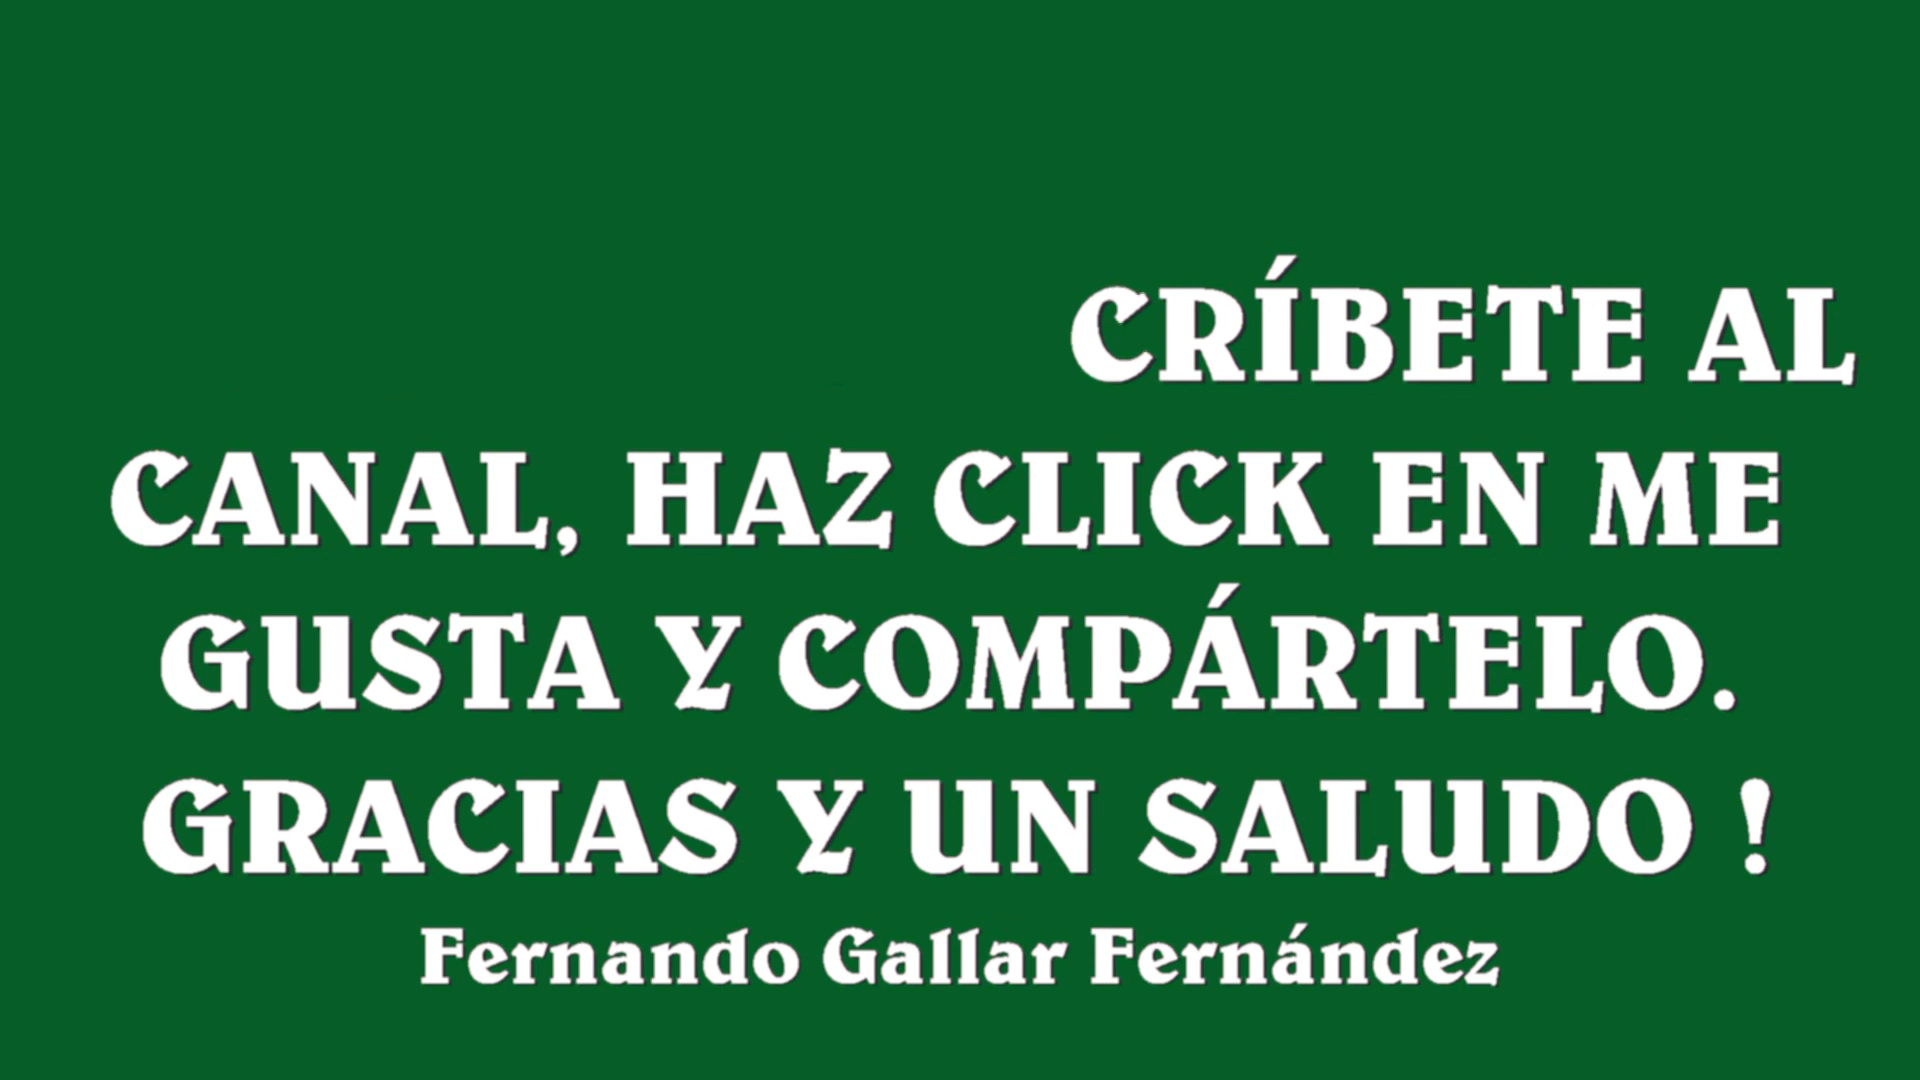 CRÍBETE AL
CANAL, HAZ CLICK EN ME
GUSTA Y COMPÁRTELO.
GRACIAS Y UN SALUDO !
Fernando Gallar Fernández